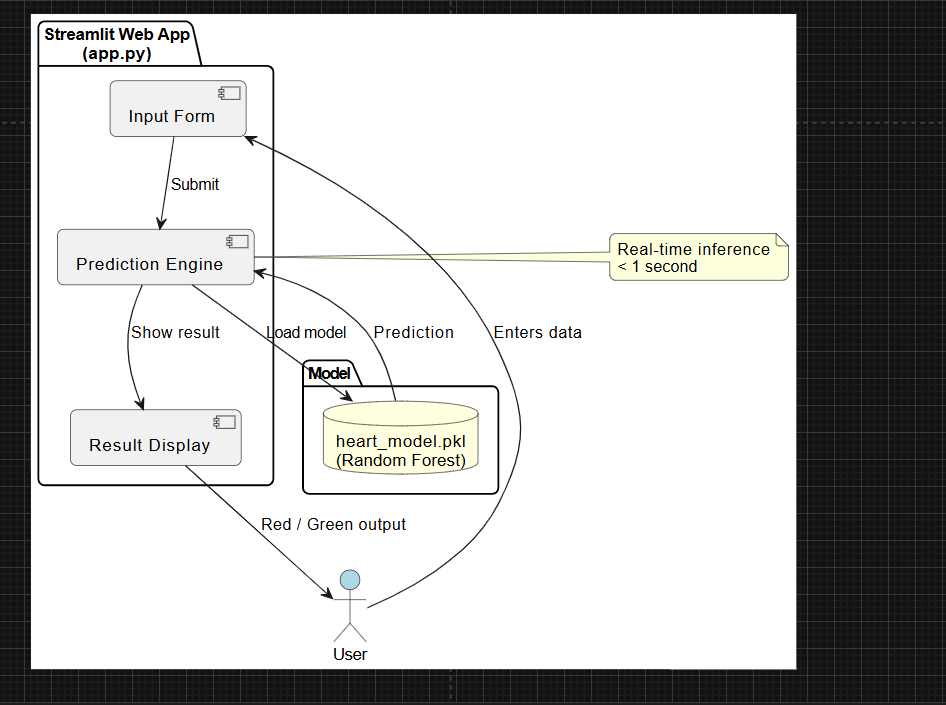 Streamlit Web App
(app.py)
Input Form
Submit
Prediction Engine
Real-time inference
< 1 second
Show result
Load model
Prediction
Enters data
Model
heart_model.pkl
(Random Forest)
Result Display
Red / Green output
User